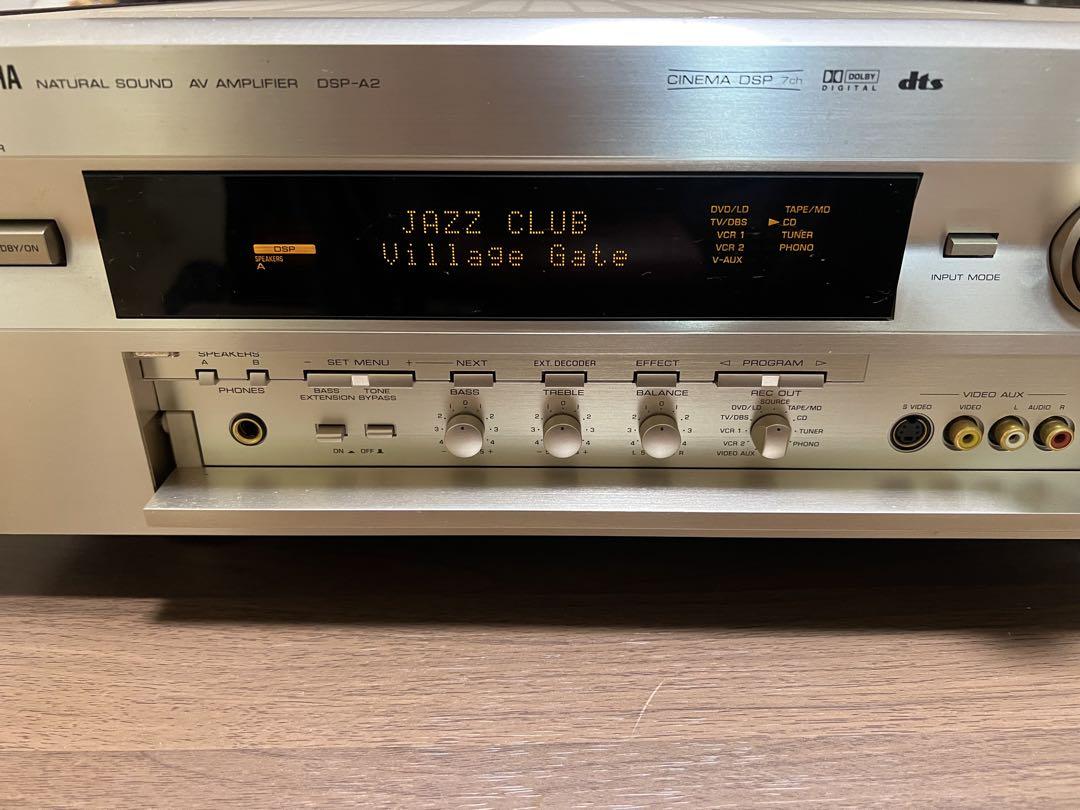 HA NATURAL SOUND AV AMPLIFIER DSP-A2
CINEMA DSP 7ch
DOLBY
DIGITAL
dts
R
DBY/ON
DSP
SPEAKERS
A
JAZZ CLUB
Village Gate
DVD/LD TAPE/MD
TV/DBS CD
VCR 1 TUNER
VCR 2 PHONO
V-AUX
INPUT MODE
SPEAKERS
A B
PHONES
- SET MENU +
NEXT
EXT. DECODER
EFFECT
PROGRAM
BASS TONE
EXTENSION BYPASS
ON OFF
BASS
TREBLE
BALANCE
REC OUT
SOURCE
DVD/LD TAPE/MD
TV/DBS CD
VCR 1 TUNER
VCR 2 PHONO
VIDEO AUX
VIDEO AUX
S VIDEO VIDEO L AUDIO R